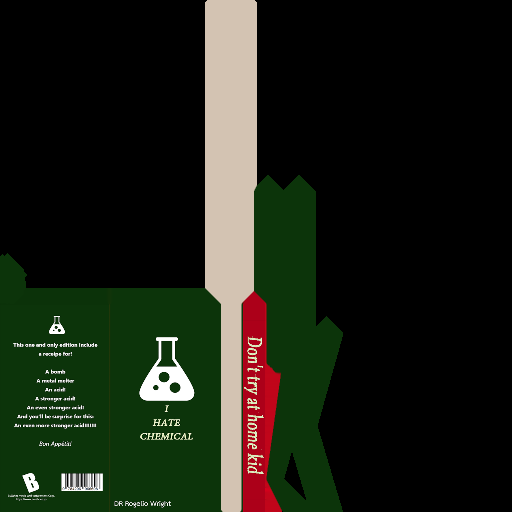 This one and only edition include
a receipe for!
A bomb
A metal melter
An acid!
A stronger acid!
An even stronger acid!
And you'll be surprise for this:
An even more stronger acid!!!!!!
Bon Appétit!
B
I
HATE
CHEMICAL
DR Rogelio Wright
Don't try at home kid